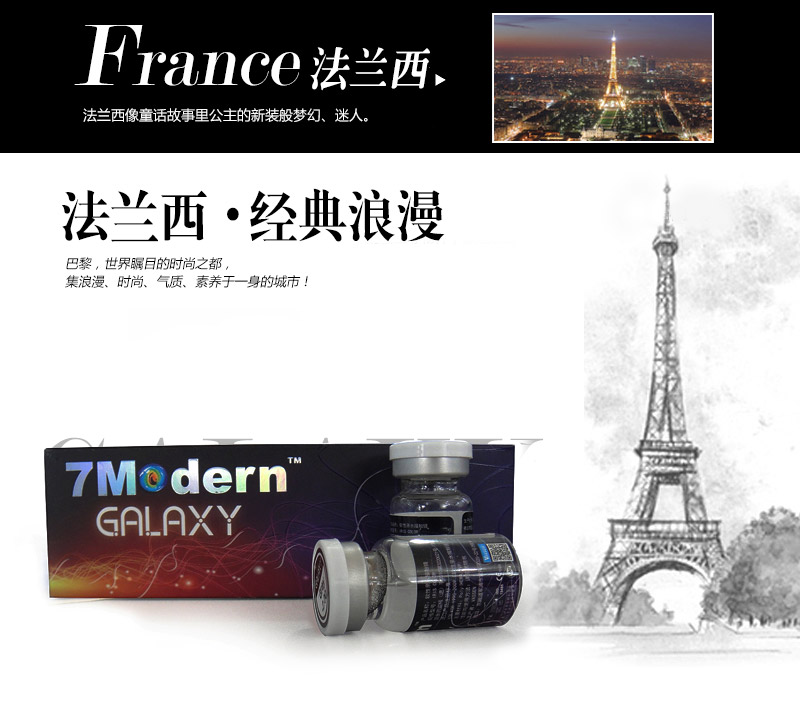 France 法兰西
法兰西像童话故事里公主的新装般梦幻、迷人。
法兰西·经典浪漫
巴黎，世界瞩目的时尚之都，
集浪漫、时尚、气质、素养于一身的城市！
7Modern™
GALAXY